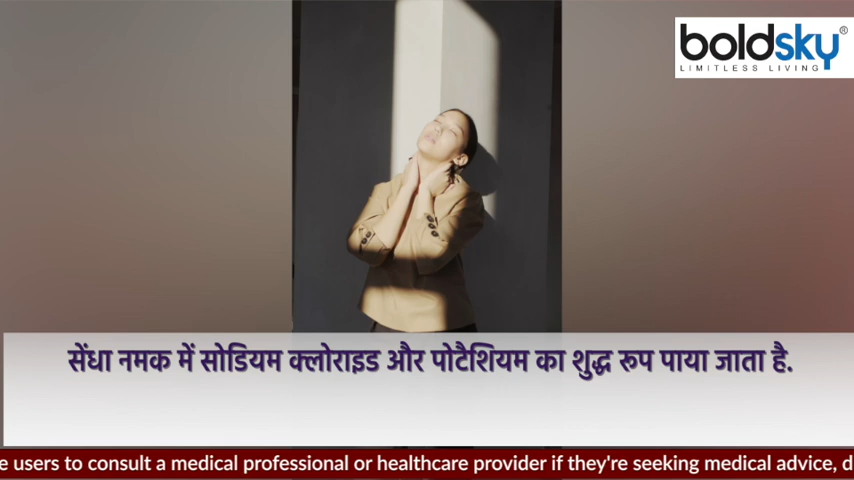 boldsky®
LIMITLESS LIVING
सेंधा नमक में सोडियम क्लोराइड और पोटैशियम का शुद्ध रूप पाया जाता है.
e users to consult a medical professional or healthcare provider if they're seeking medical advice, d